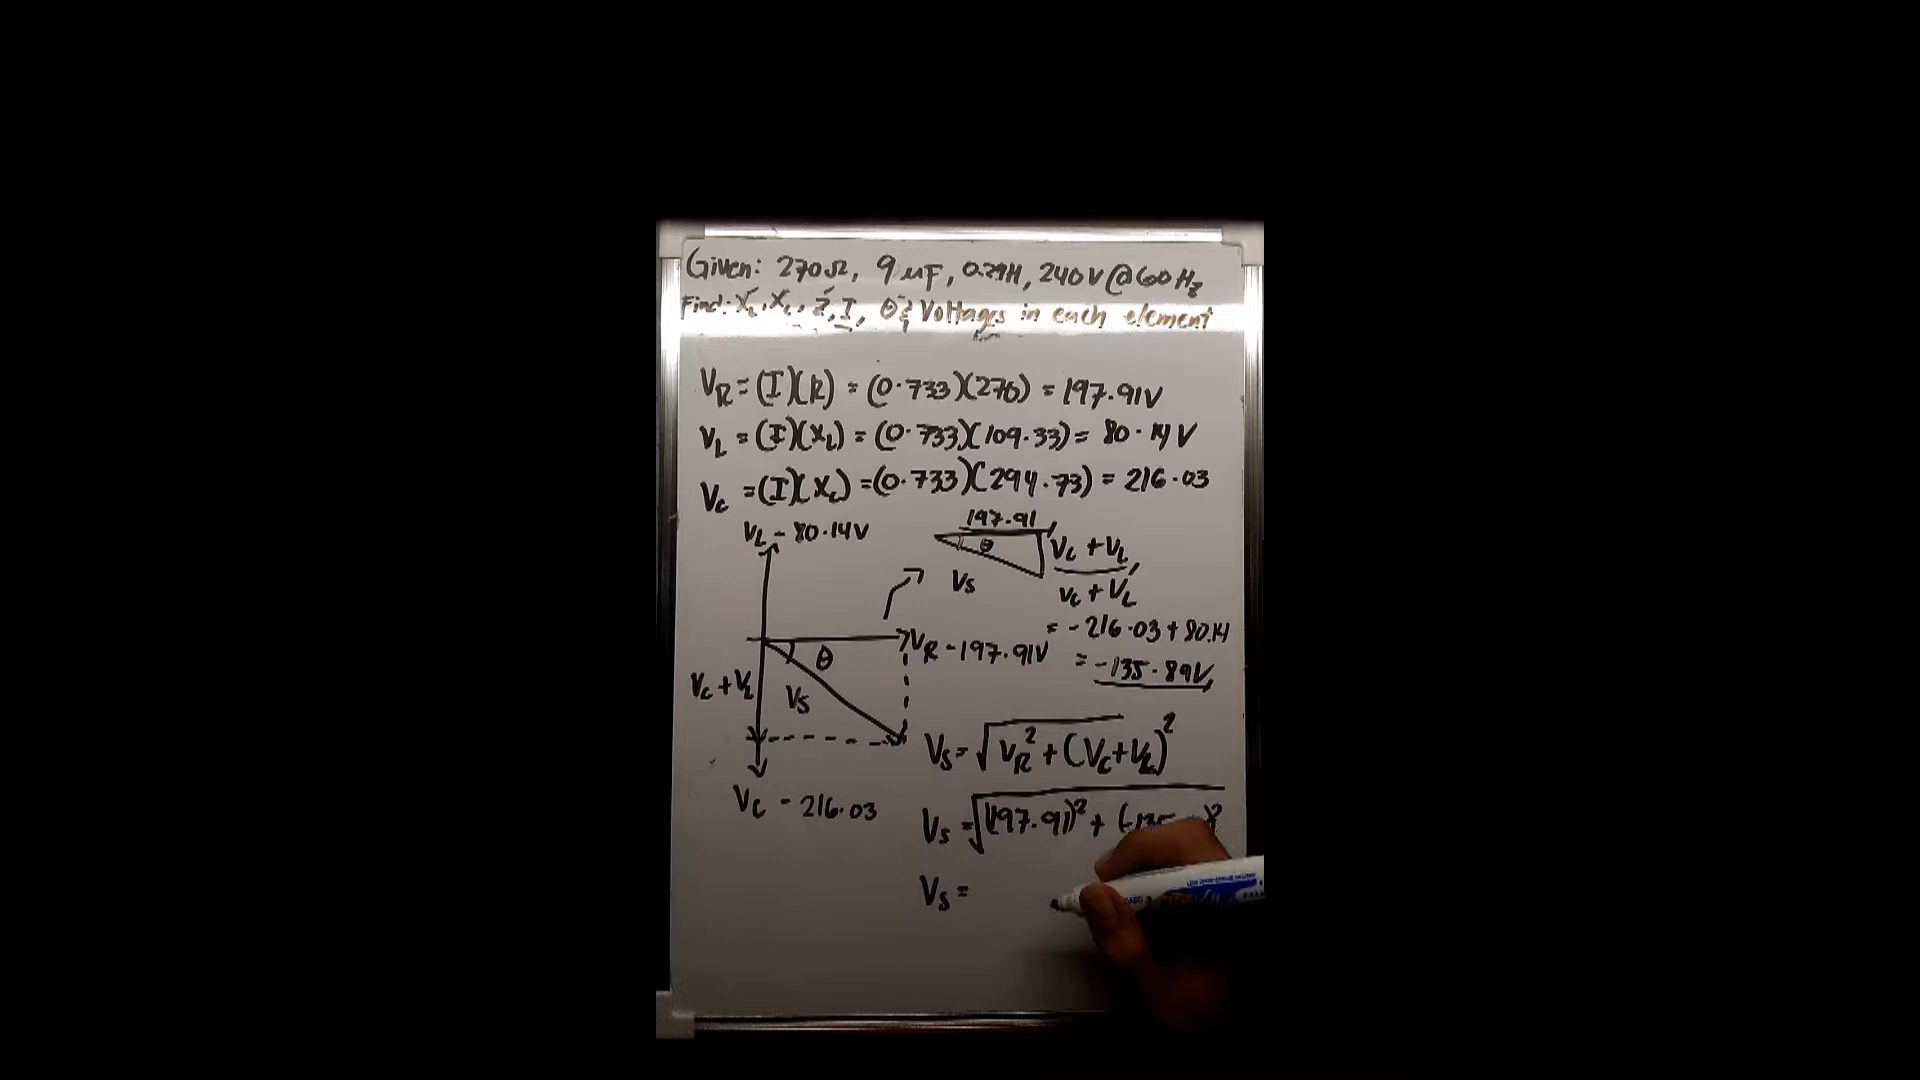 Given: 270Ω, 9 μF, 0.29H, 240V@60Hz
Find: XL, XC, Z, I, θ & Voltages in each element
VR = (I)(R) = (0.733)(270) = 197.91V
VL = (I)(XL) = (0.733)(109.33) = 80.14V
VC = (I)(XC) = (0.733)(294.73) = 216.03
VL - 80.14V
197.91
θ
VS
VC + VL
VC + VL
= -216.03 + 80.14
= -135.89V
VR - 197.91V
θ
VC + VL
VS
VC - 216.03
VS = √VR² + (VC+VL)²
VS = √(197.91)² + (-135
VS =